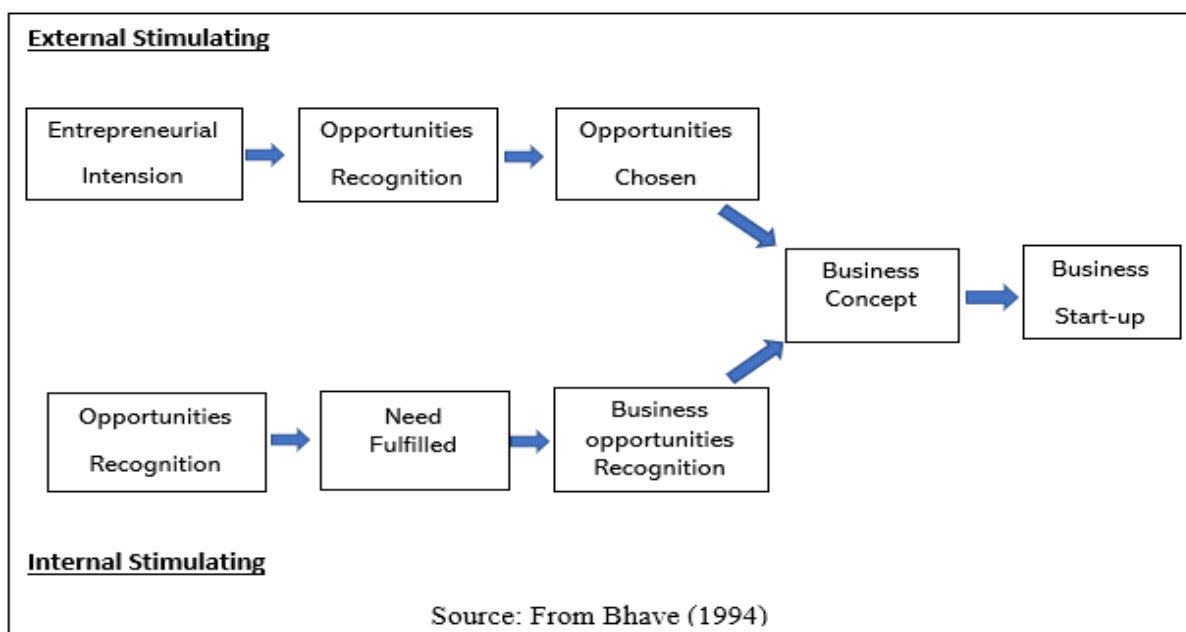 External Stimulating
Entrepreneurial
Intension
Opportunities
Recognition
Opportunities
Chosen
Business
Concept
Business
Start-up
Opportunities
Recognition
Need
Fulfilled
Business
opportunities
Recognition
Internal Stimulating
Source: From Bhave (1994)